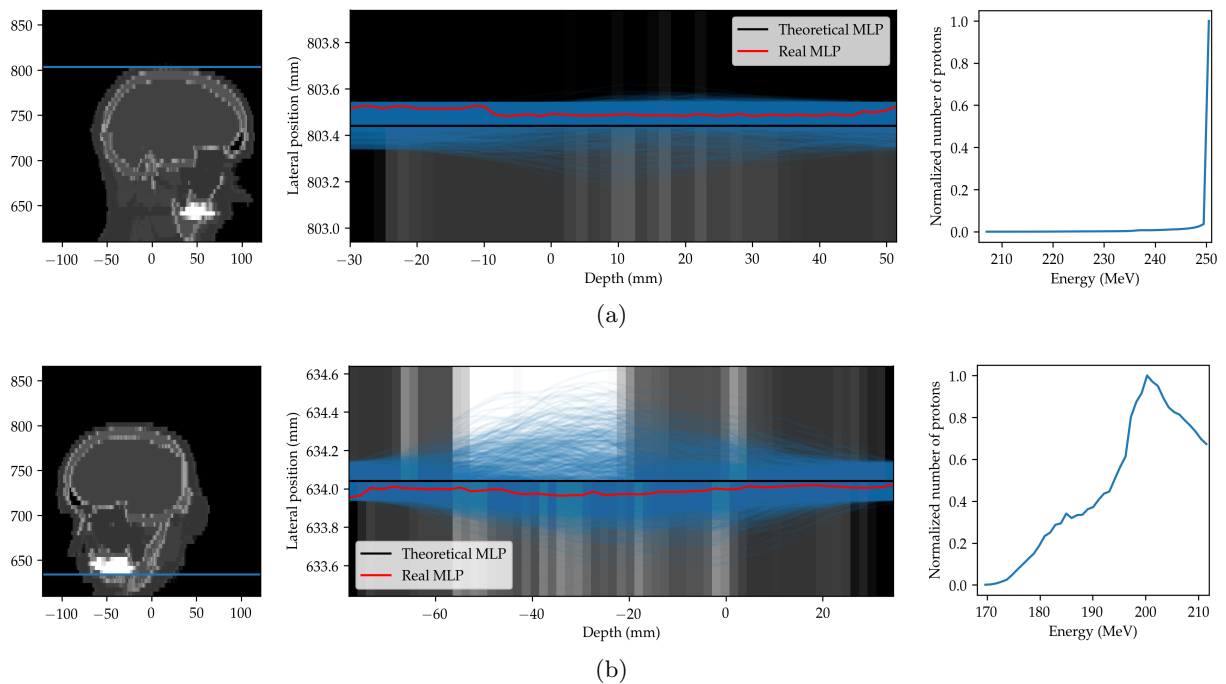 850
800
750
700
650
−100 −50 0 50 100
Lateral position (mm)
803.8
803.6
803.4
803.2
803.0
−30 −20 −10 0 10 20 30 40 50
Depth (mm)
Theoretical MLP
Real MLP
Normalized number of protons
1.0
0.8
0.6
0.4
0.2
0.0
210 220 230 240 250
Energy (MeV)
(a)
850
800
750
700
650
−100 −50 0 50 100
Lateral position (mm)
634.6
634.4
634.2
634.0
633.8
633.6
Theoretical MLP
Real MLP
−60 −40 −20 0 20
Depth (mm)
Normalized number of protons
1.0
0.8
0.6
0.4
0.2
0.0
170 180 190 200 210
Energy (MeV)
(b)